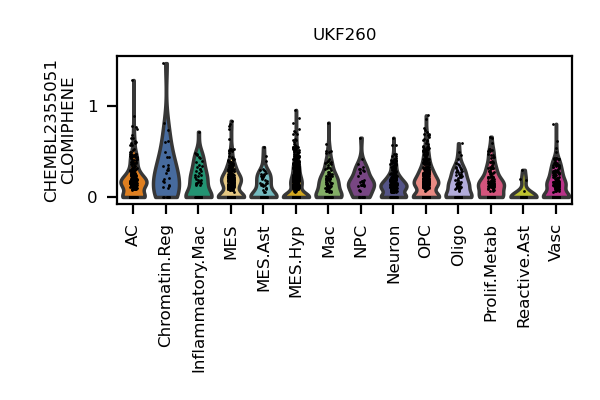 UKF260
CHEMBL2355051
CLOMIPHENE
1
0
AC
Chromatin.Reg
Inflammatory.Mac
MES
MES.Ast
MES.Hyp
Mac
NPC
Neuron
OPC
Oligo
Prolif.Metab
Reactive.Ast
Vasc